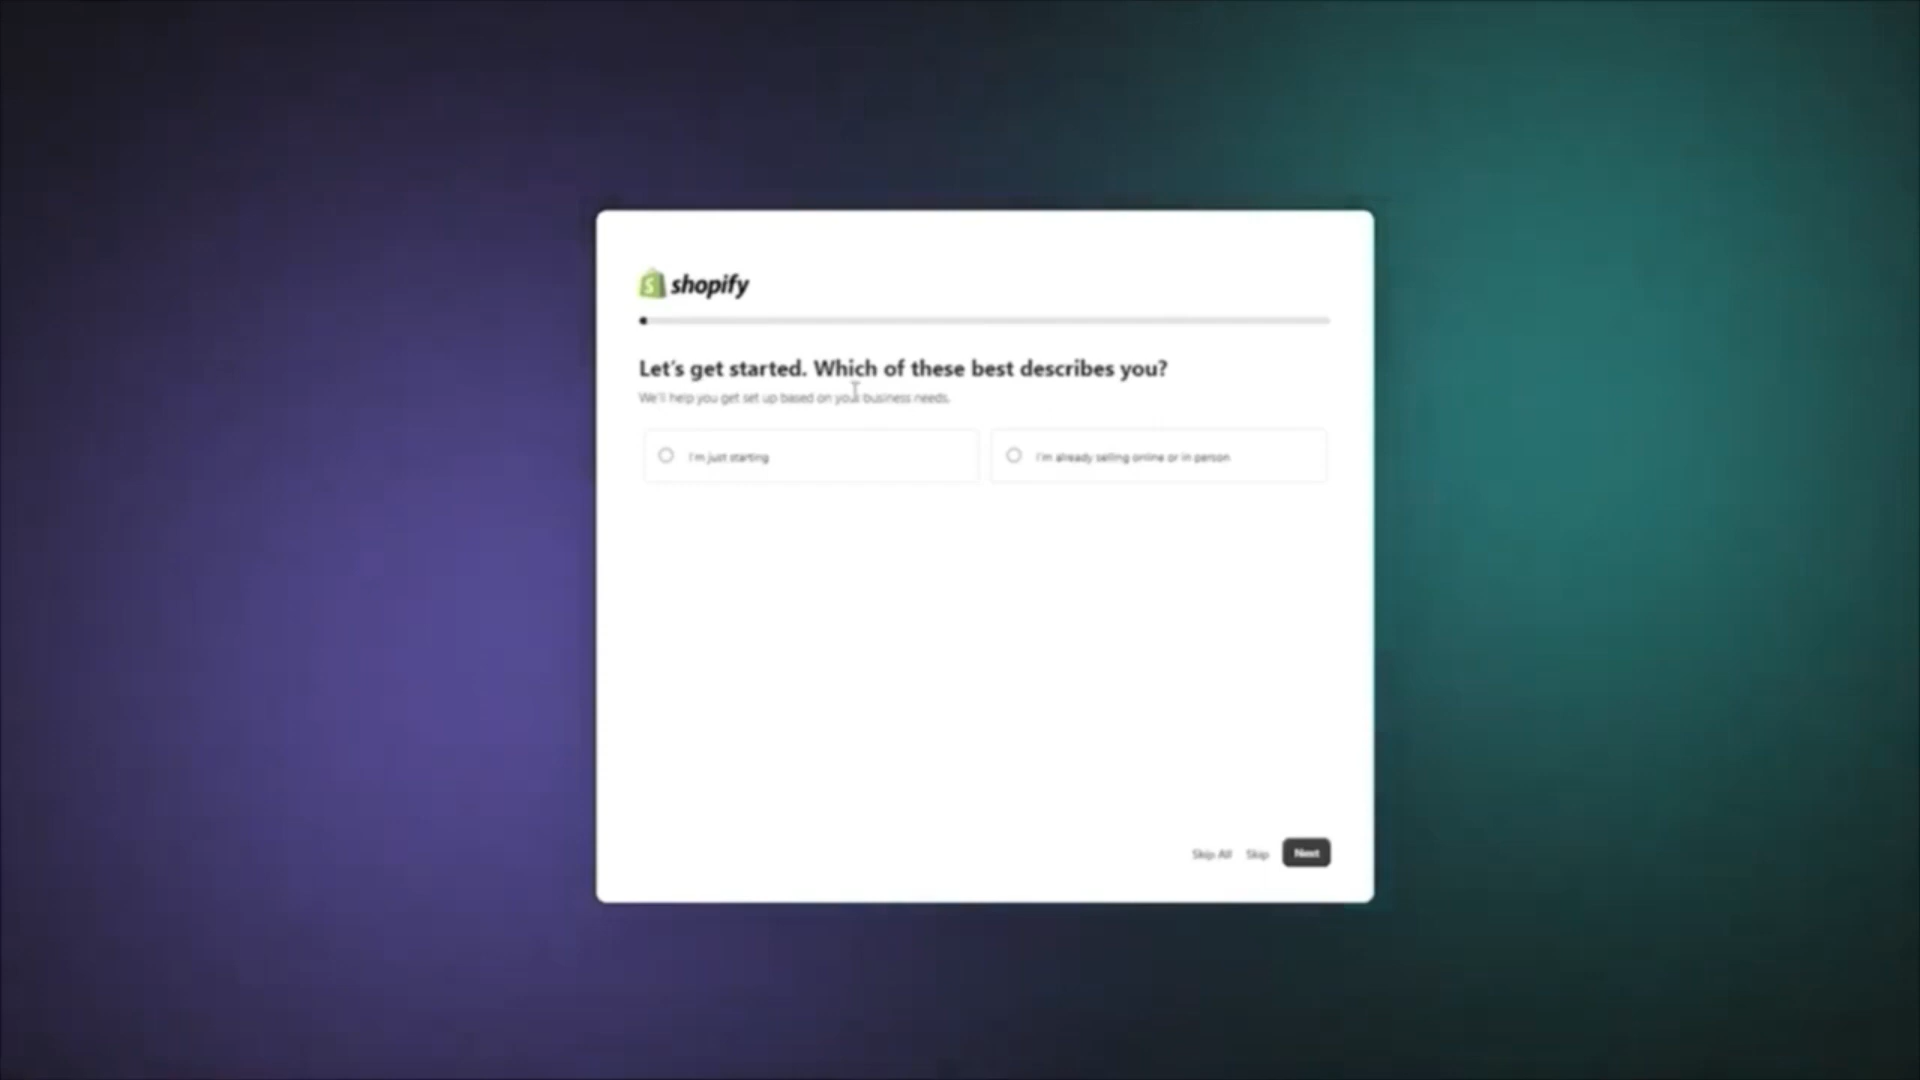 shopify
Let's get started. Which of these best describes you?
We'll help you get set up based on your business needs.
I'm just starting
I'm already selling online or in person
Skip All Skip Next